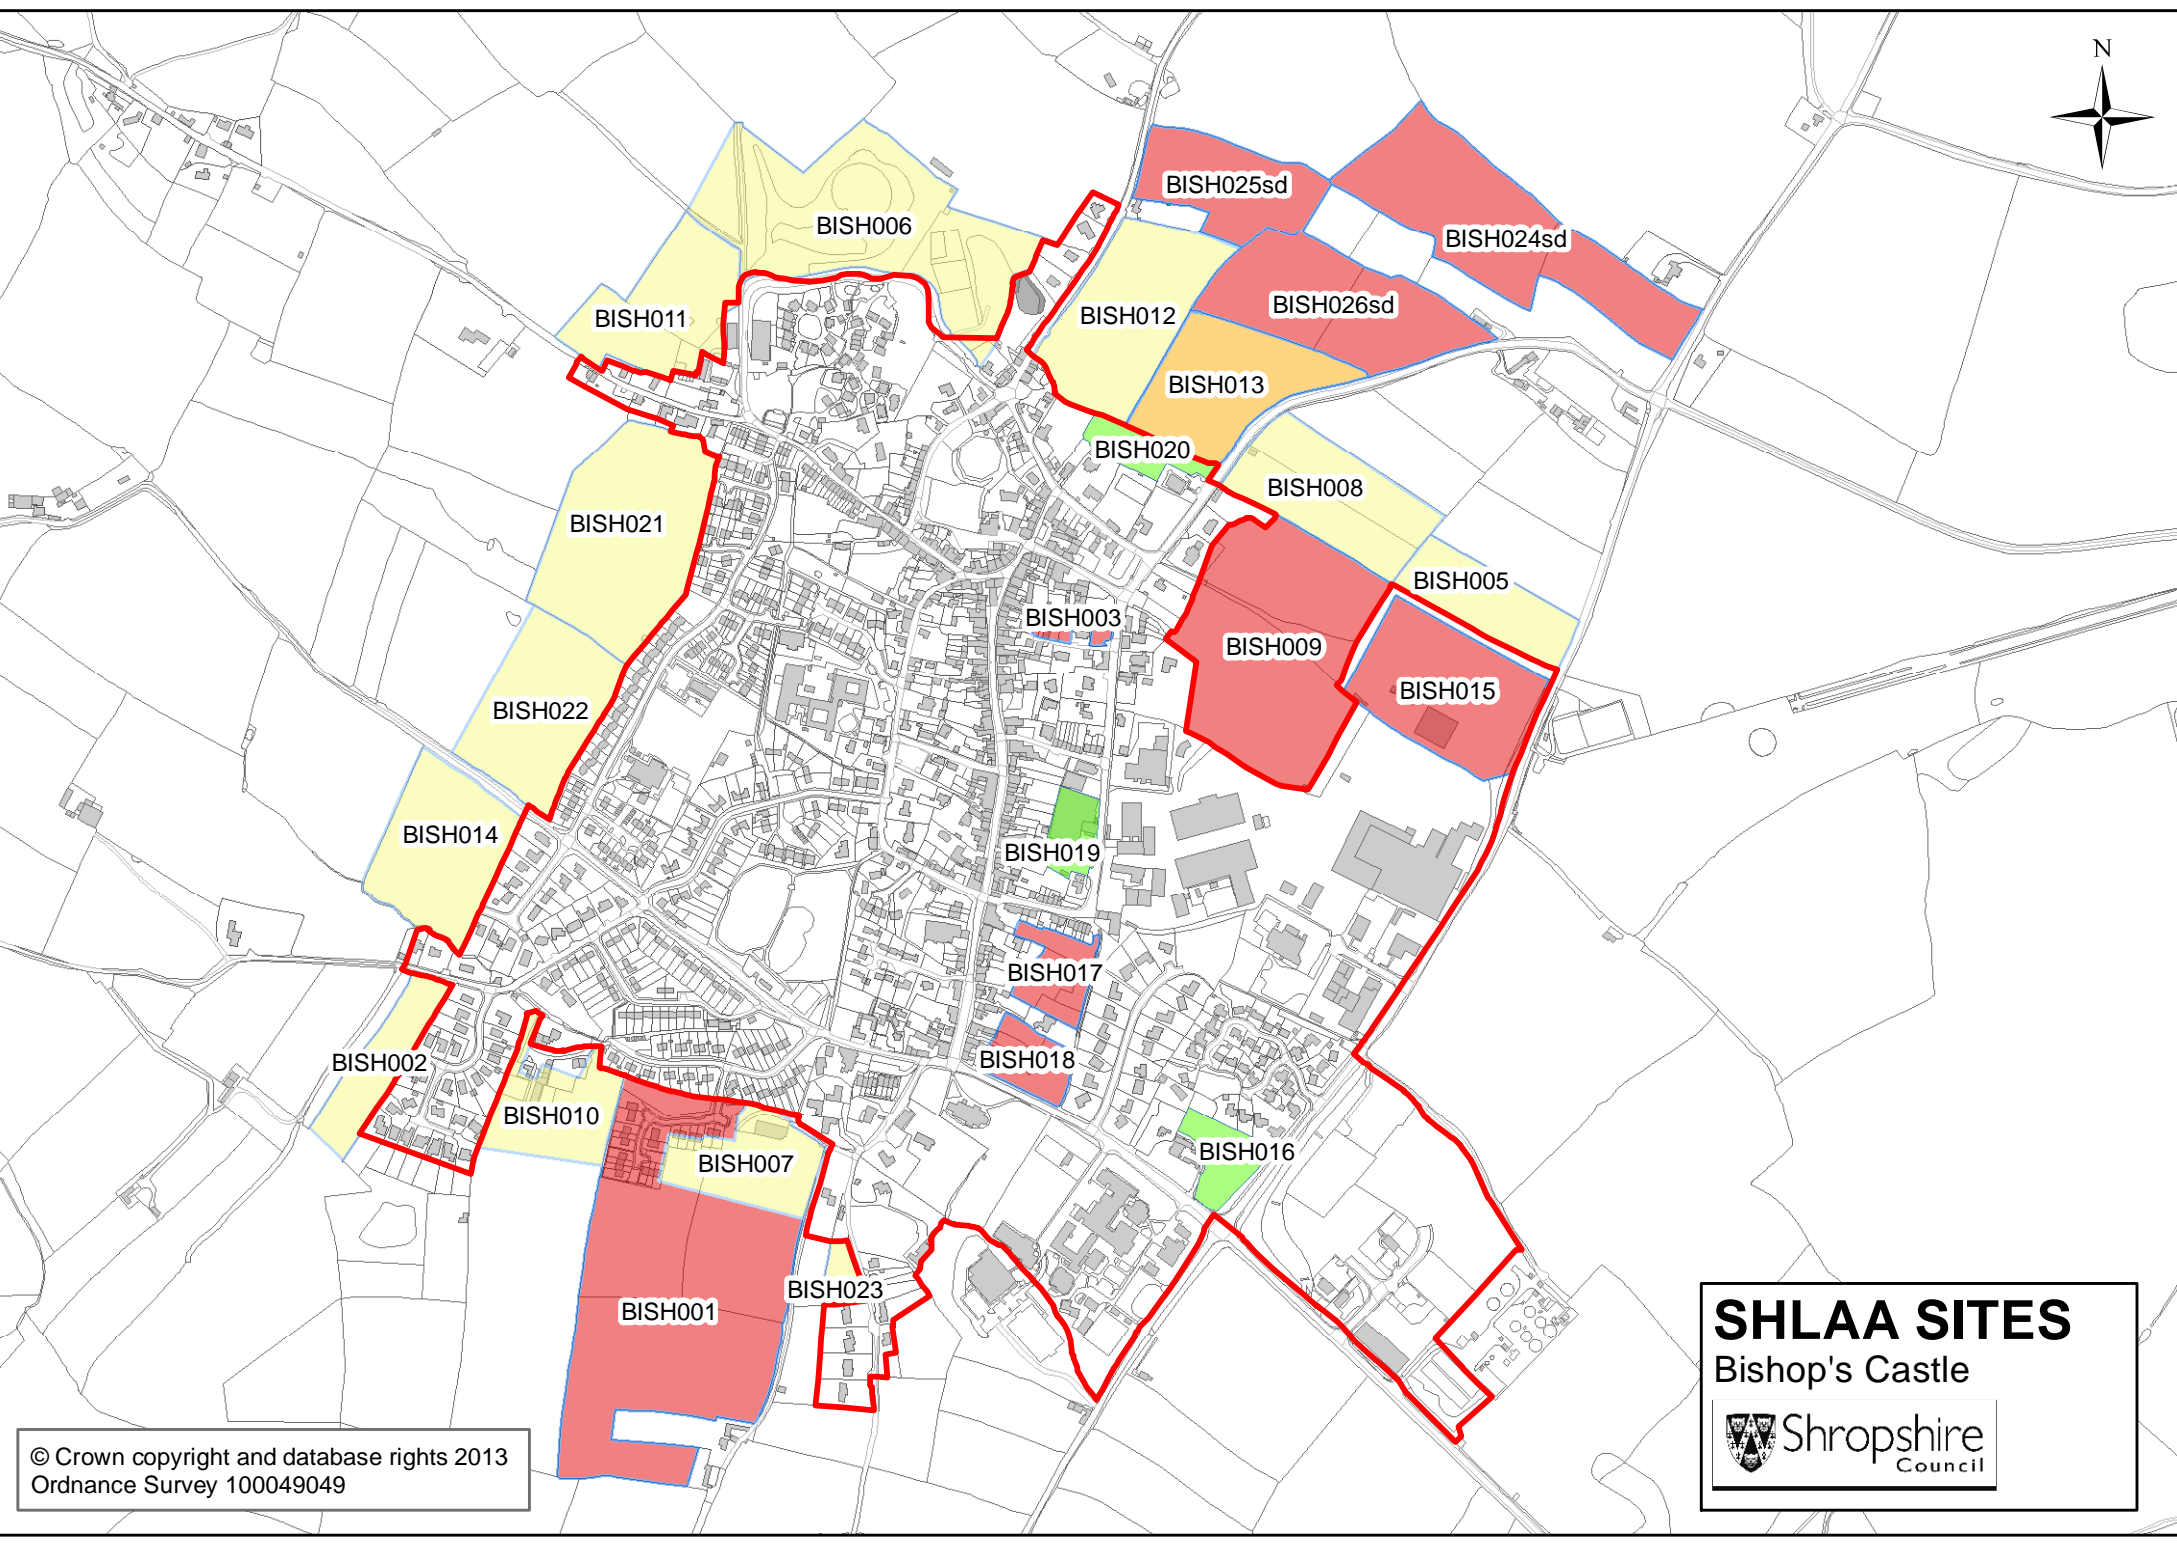 N
BISH025sd
BISH006
BISH024sd
BISH026sd
BISH011
BISH012
BISH013
BISH020
BISH008
BISH021
BISH005
BISH003
BISH009
BISH015
BISH022
BISH014
BISH019
BISH017
BISH018
BISH002
BISH010
BISH016
BISH007
BISH023
BISH001
SHLAA SITES
Bishop's Castle
Shropshire
Council
© Crown copyright and database rights 2013
Ordnance Survey 100049049